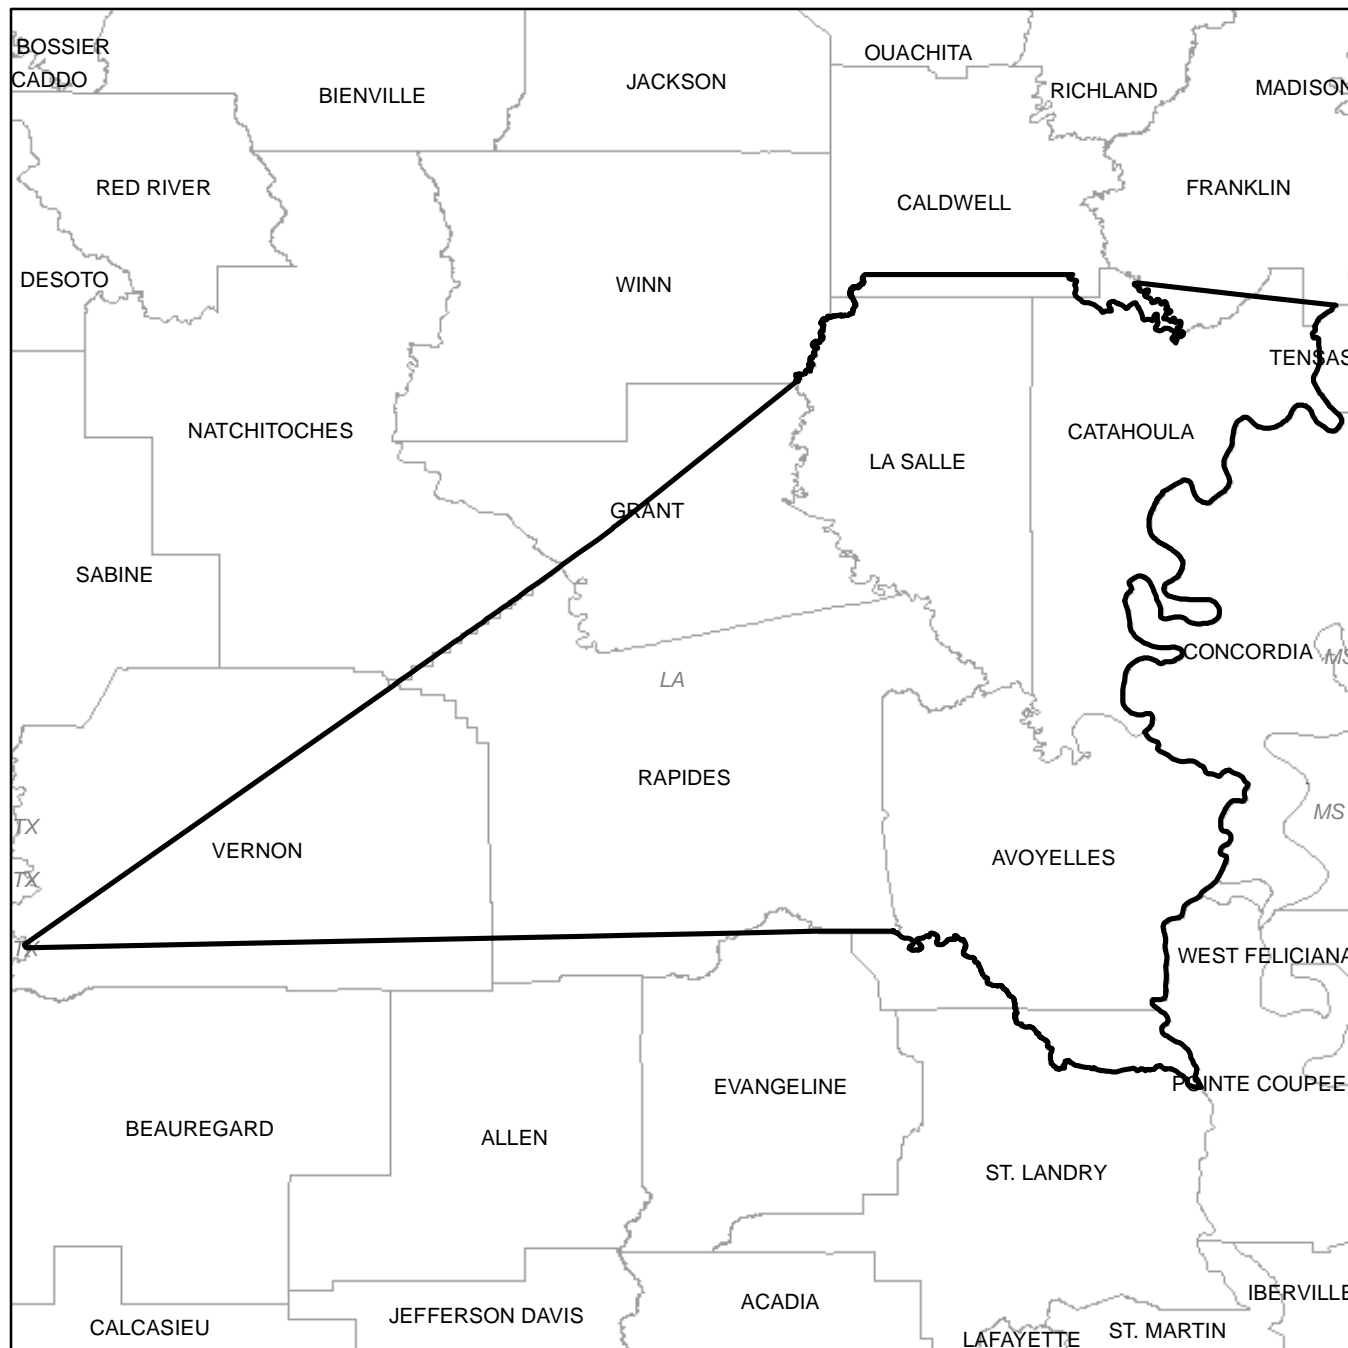 BOSSIER
OUACHITA
CADDO
JACKSON
BIENVILLE
RICHLAND
MADISON
RED RIVER
FRANKLIN
CALDWELL
DESOTO
WINN
TENSAS
NATCHITOCHES
CATAHOULA
LA SALLE
GRANT
SABINE
CONCORDIA
MS
LA
RAPIDES
MS
TX
VERNON
AVOYELLES
TX
TX
WEST FELICIANA
POINTE COUPEE
EVANGELINE
BEAUREGARD
ALLEN
ST. LANDRY
IBERVILLE
ACADIA
JEFFERSON DAVIS
CALCASIEU
ST. MARTIN
LAFAYETTE